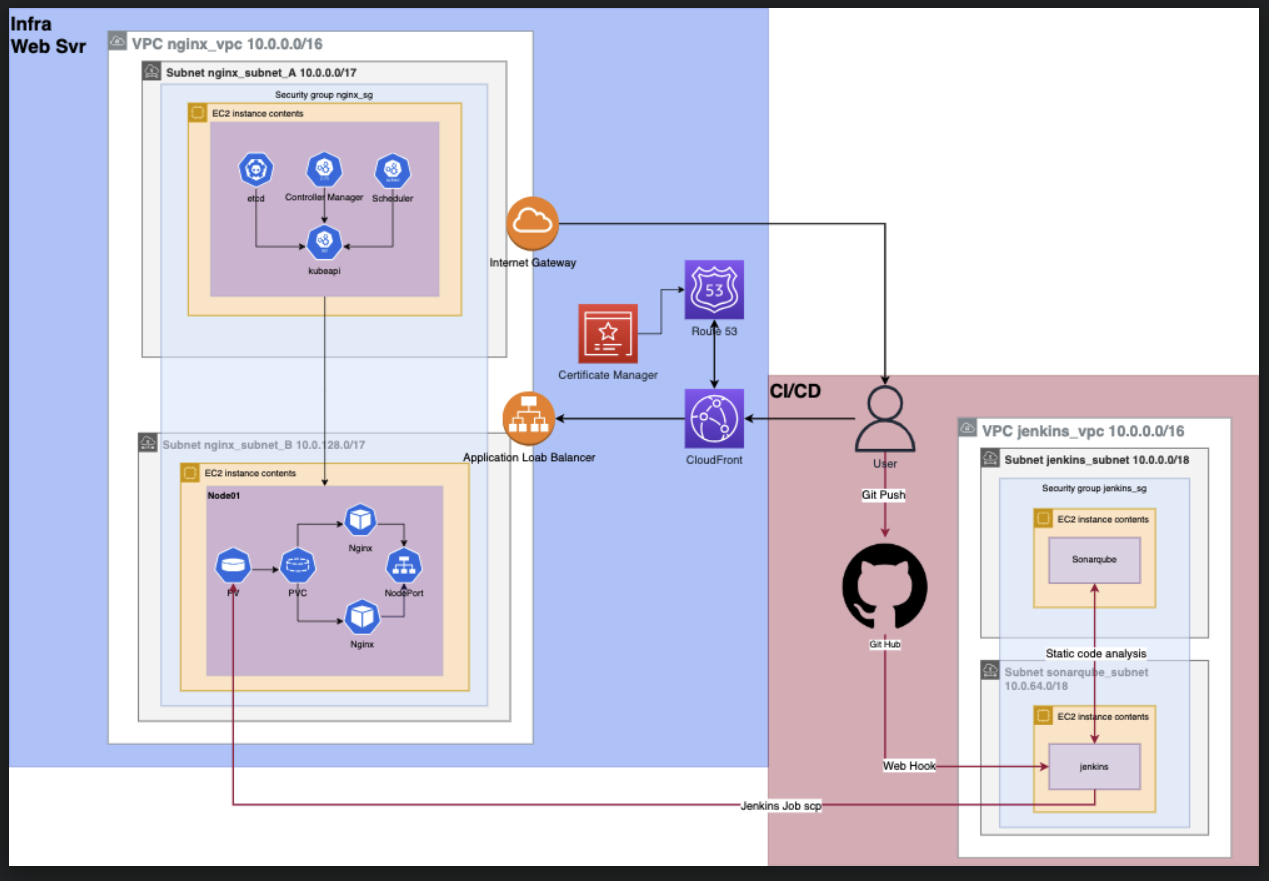 Infra
Web Svr
VPC nginx_vpc 10.0.0.0/16
Subnet nginx_subnet_A 10.0.0.0/17
Security group nginx_sg
EC2 instance contents
etcd
Controller Manager
Scheduler
kubeapi
Internet Gateway
53
Route 53
Certificate Manager
CloudFront
Application Loab Balancer
Subnet nginx_subnet_B 10.0.128.0/17
EC2 instance contents
Node01
Nginx
PV
PVC
NodePort
Nginx
CI/CD
User
Git Push
Git Hub
Web Hook
Jenkins Job scp
VPC jenkins_vpc 10.0.0.0/16
Subnet jenkins_subnet 10.0.0.0/18
Security group jenkins_sg
EC2 instance contents
Sonarqube
Static code analysis
Subnet sonarqube_subnet
10.0.64.0/18
EC2 instance contents
jenkins